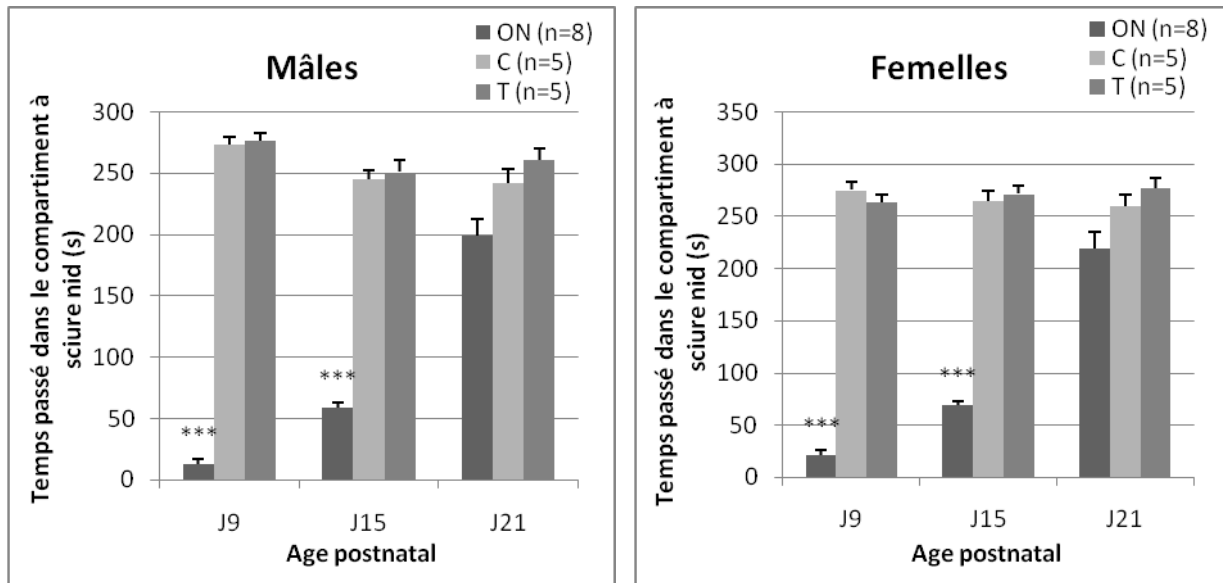 Mâles
ON (n=8)
C (n=5)
T (n=5)
Temps passé dans le compartiment à
sciure nid (s)
300
250
200
150
100
50
0
***
***
J9
J15
J21
Age postnatal
Femelles
ON (n=8)
C (n=5)
T (n=5)
Temps passé dans le compartiment à
sciure nid (s)
350
300
250
200
150
100
50
0
***
***
J9
J15
J21
Age postnatal